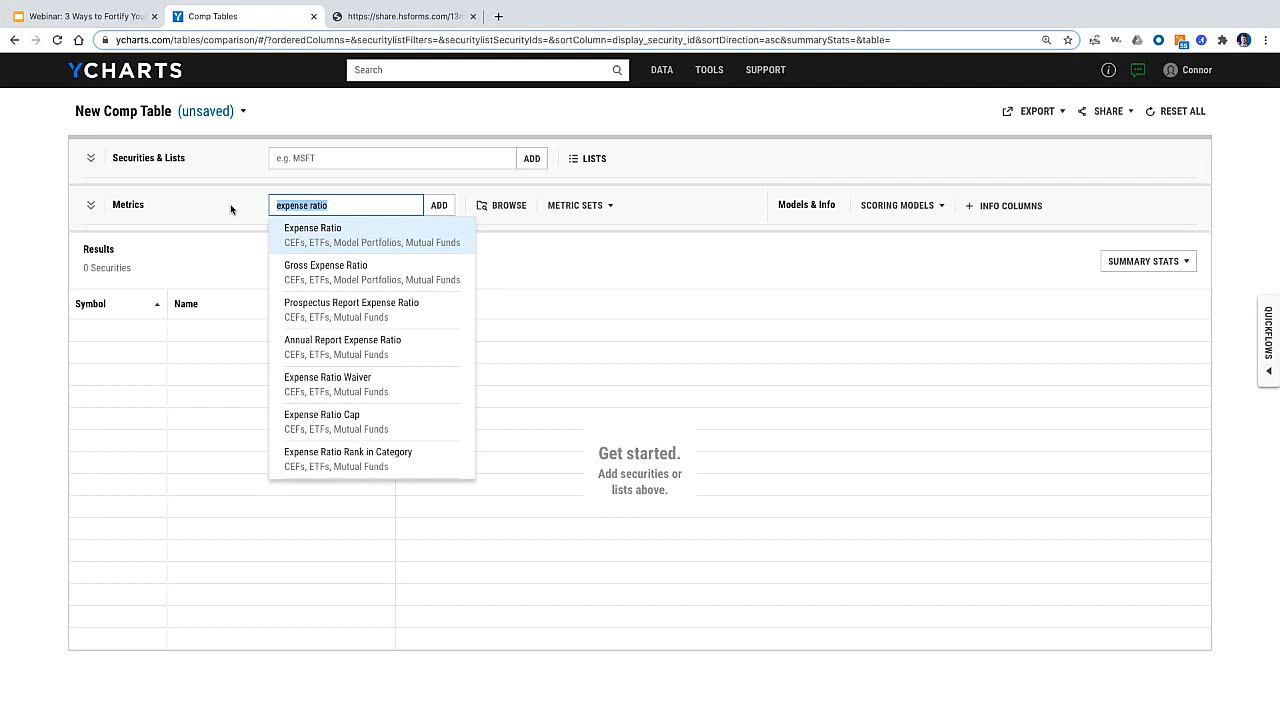 Webinar: 3 Ways to Fortify You
Comp Tables
https://share.hsforms.com/13
ycharts.com/tables/comparison/#/?orderedColumns=&securitylistFilters=&securitylistSecurityIds=&sortColumn=display_security_id&sortDirection=asc&summaryStats=&table=
YCHARTS
Search
DATA
TOOLS
SUPPORT
Connor
New Comp Table (unsaved)
EXPORT
SHARE
RESET ALL
Securities & Lists
e.g. MSFT
ADD
LISTS
Metrics
expense ratio
ADD
BROWSE
METRIC SETS
Models & Info
SCORING MODELS
+ INFO COLUMNS
Expense Ratio
CEFs, ETFs, Model Portfolios, Mutual Funds
Gross Expense Ratio
CEFs, ETFs, Model Portfolios, Mutual Funds
Prospectus Report Expense Ratio
CEFs, ETFs, Mutual Funds
Annual Report Expense Ratio
CEFs, ETFs, Mutual Funds
Expense Ratio Waiver
CEFs, ETFs, Mutual Funds
Expense Ratio Cap
CEFs, ETFs, Mutual Funds
Expense Ratio Rank in Category
CEFs, ETFs, Mutual Funds
Results
0 Securities
SUMMARY STATS
Symbol
Name
Get started.
Add securities or
lists above.
QUICKFLOWS